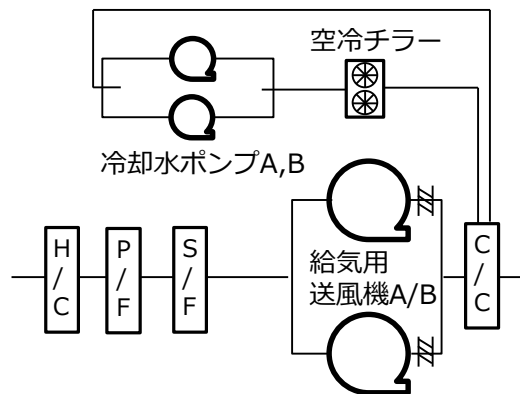 空冷チラー
冷却水ポンプA,B
H/C
P/F
S/F
給気用
送風機A/B
C/C